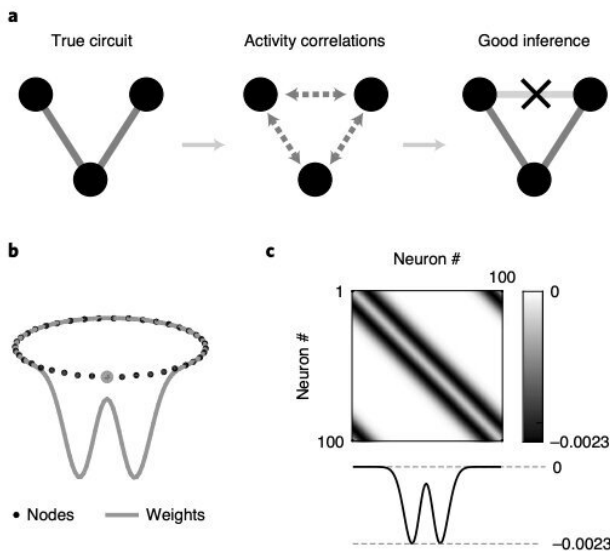 a
True circuit
Activity correlations
Good inference
b
Nodes
Weights
c
Neuron #
100
1
Neuron #
100
0
−0.0023
0
−0.0023